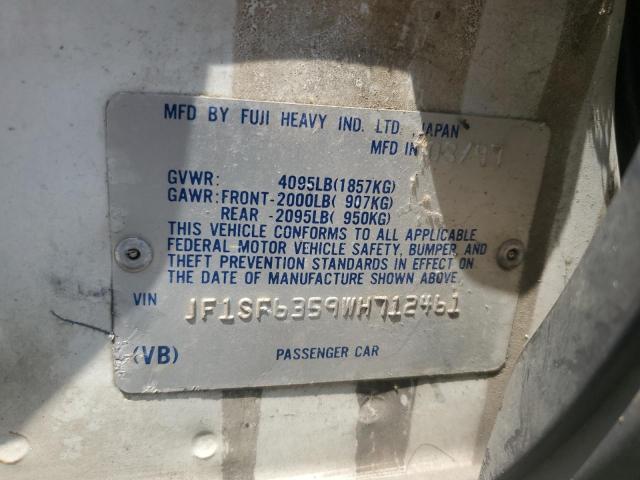 MFD BY FUJI HEAVY IND. LTD., JAPAN
MFD IN 08/97
GVWR: 4095LB(1857KG)
GAWR: FRONT-2000LB( 907KG)
REAR -2095LB( 950KG)
THIS VEHICLE CONFORMS TO ALL APPLICABLE
FEDERAL MOTOR VEHICLE SAFETY, BUMPER, AND
THEFT PREVENTION STANDARDS IN EFFECT ON
THE DATE OF MANUFACTURE SHOWN ABOVE.
VIN JF1SF6359WH712461
(VB) PASSENGER CAR